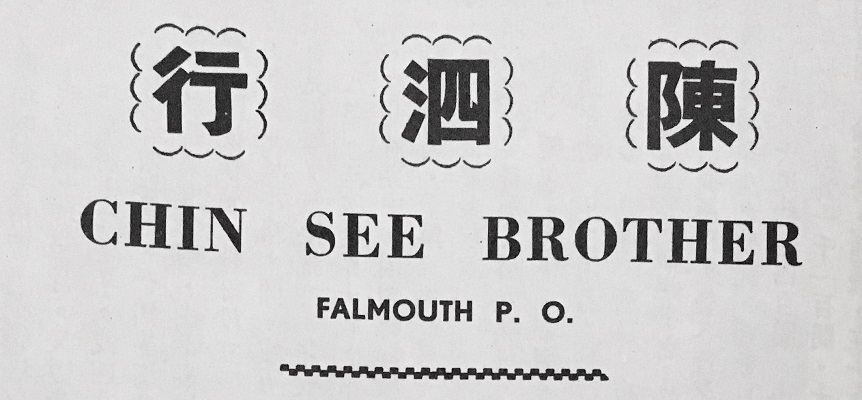 陳泗行
CHIN SEE BROTHER
FALMOUTH P. O.